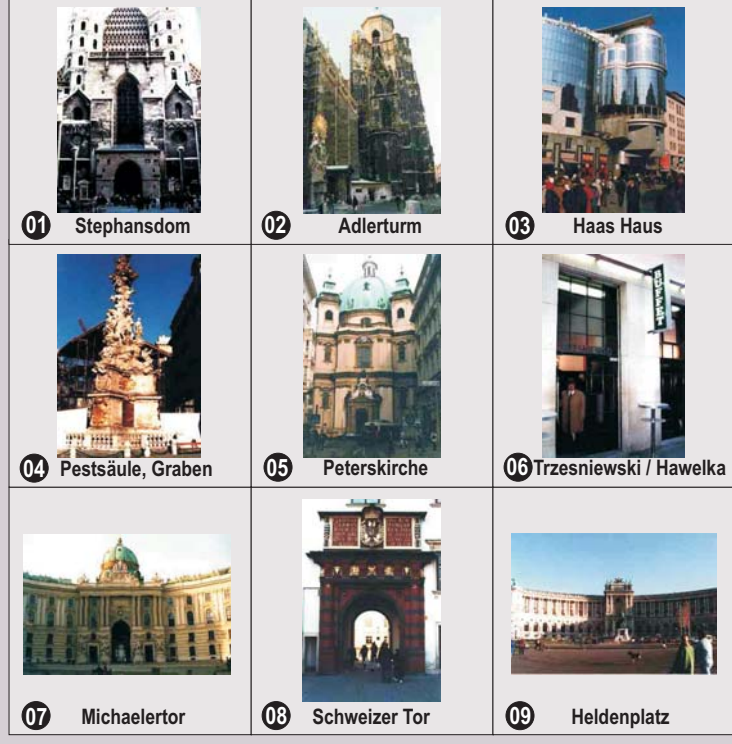 01 Stephansdom
02 Adlerturm
03 Haas Haus
04 Pestsäule, Graben
05 Peterskirche
BUFFET
06 Trzesniewski / Hawelka
07 Michaelertor
08 Schweizer Tor
09 Heldenplatz